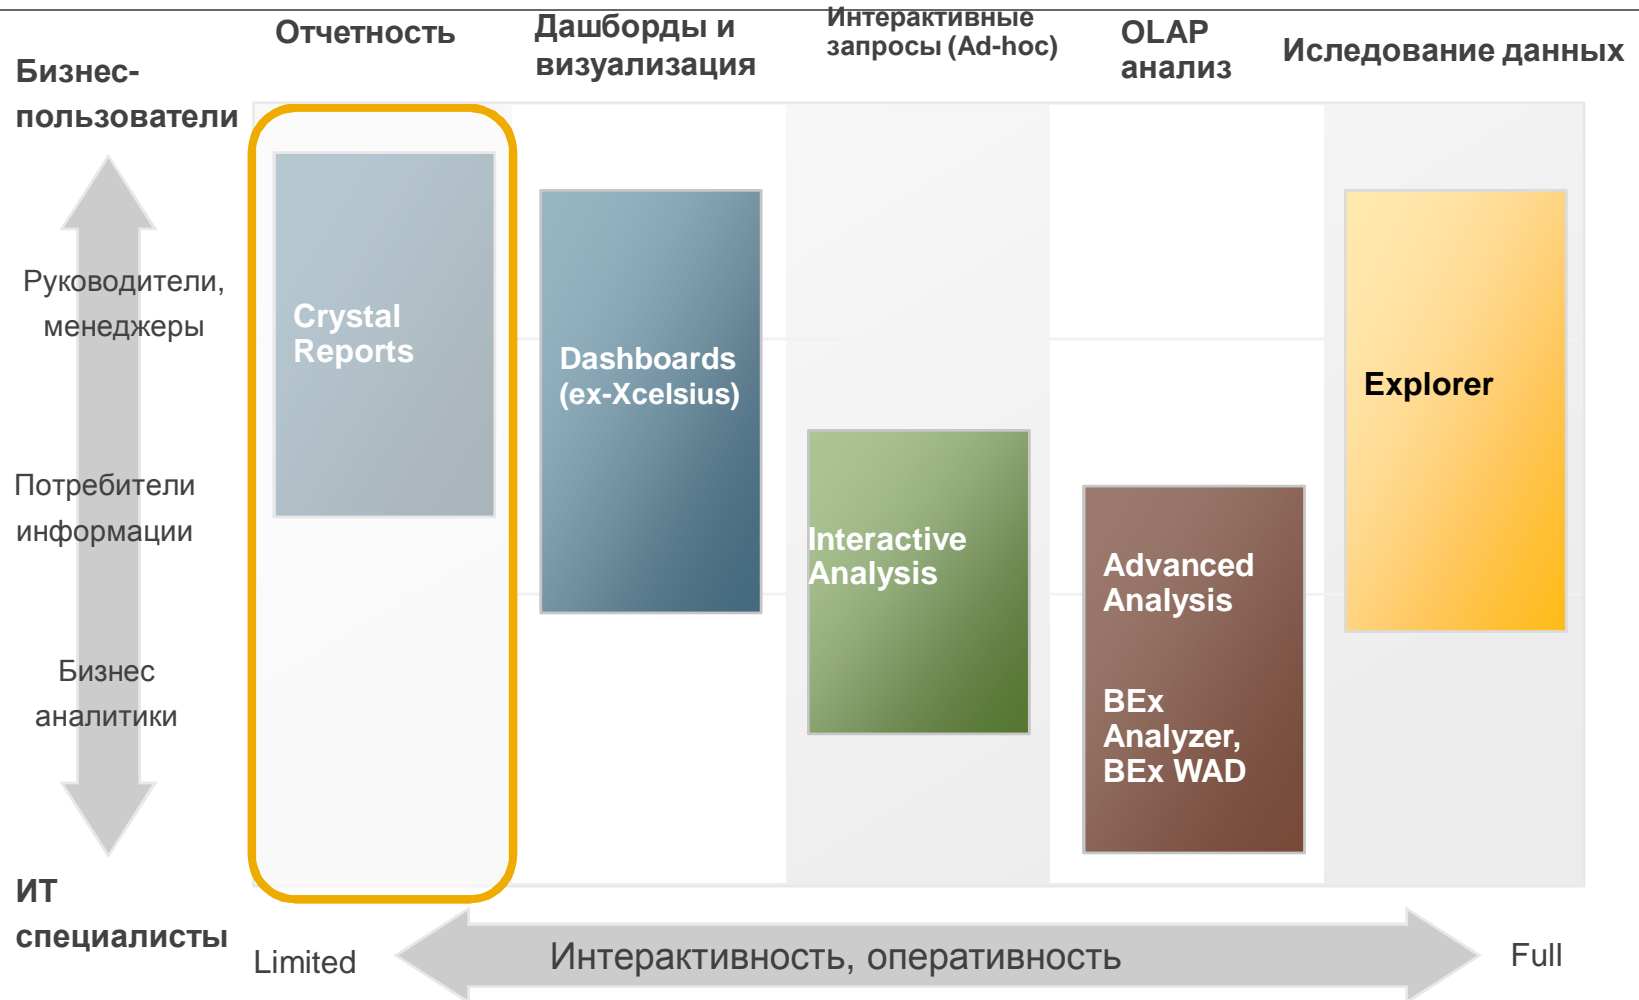 Отчетность
Дашборды и
визуализация
Интерактивные
запросы (Ad-hoc)
OLAP
анализ
Иследование данных
Бизнес-
пользователи
Руководители,
менеджеры
Потребители
информации
Бизнес
аналитики
ИТ
специалисты
Crystal
Reports
Dashboards
(ex-Xcelsius)
Interactive
Analysis
Advanced
Analysis
BEx
Analyzer,
BEx WAD
Explorer
Limited
Интерактивность, оперативность
Full